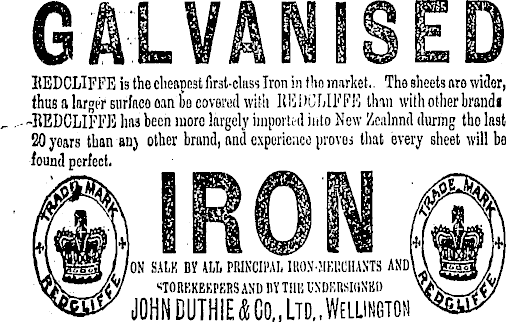 GALVANISED
REDCLIFFE is the cheapest first-class Iron in the market. The sheets are wider,
thus a larger surface can be covered with REDCLIFFE than with other brands
REDCLIFFE has been more largely imported into New Zealand during the last
20 years than any other brand, and experience proves that every sheet will be
found perfect.
IRON
TRADE MARK
REDCLIFFE
TRADE MARK
REDCLIFFE
ON SALE BY ALL PRINCIPAL IRON-MERCHANTS AND
STOREKEEPERS AND BY THE UNDERSIGNED
JOHN DUTHIE & Co., LTD., WELLINGTON